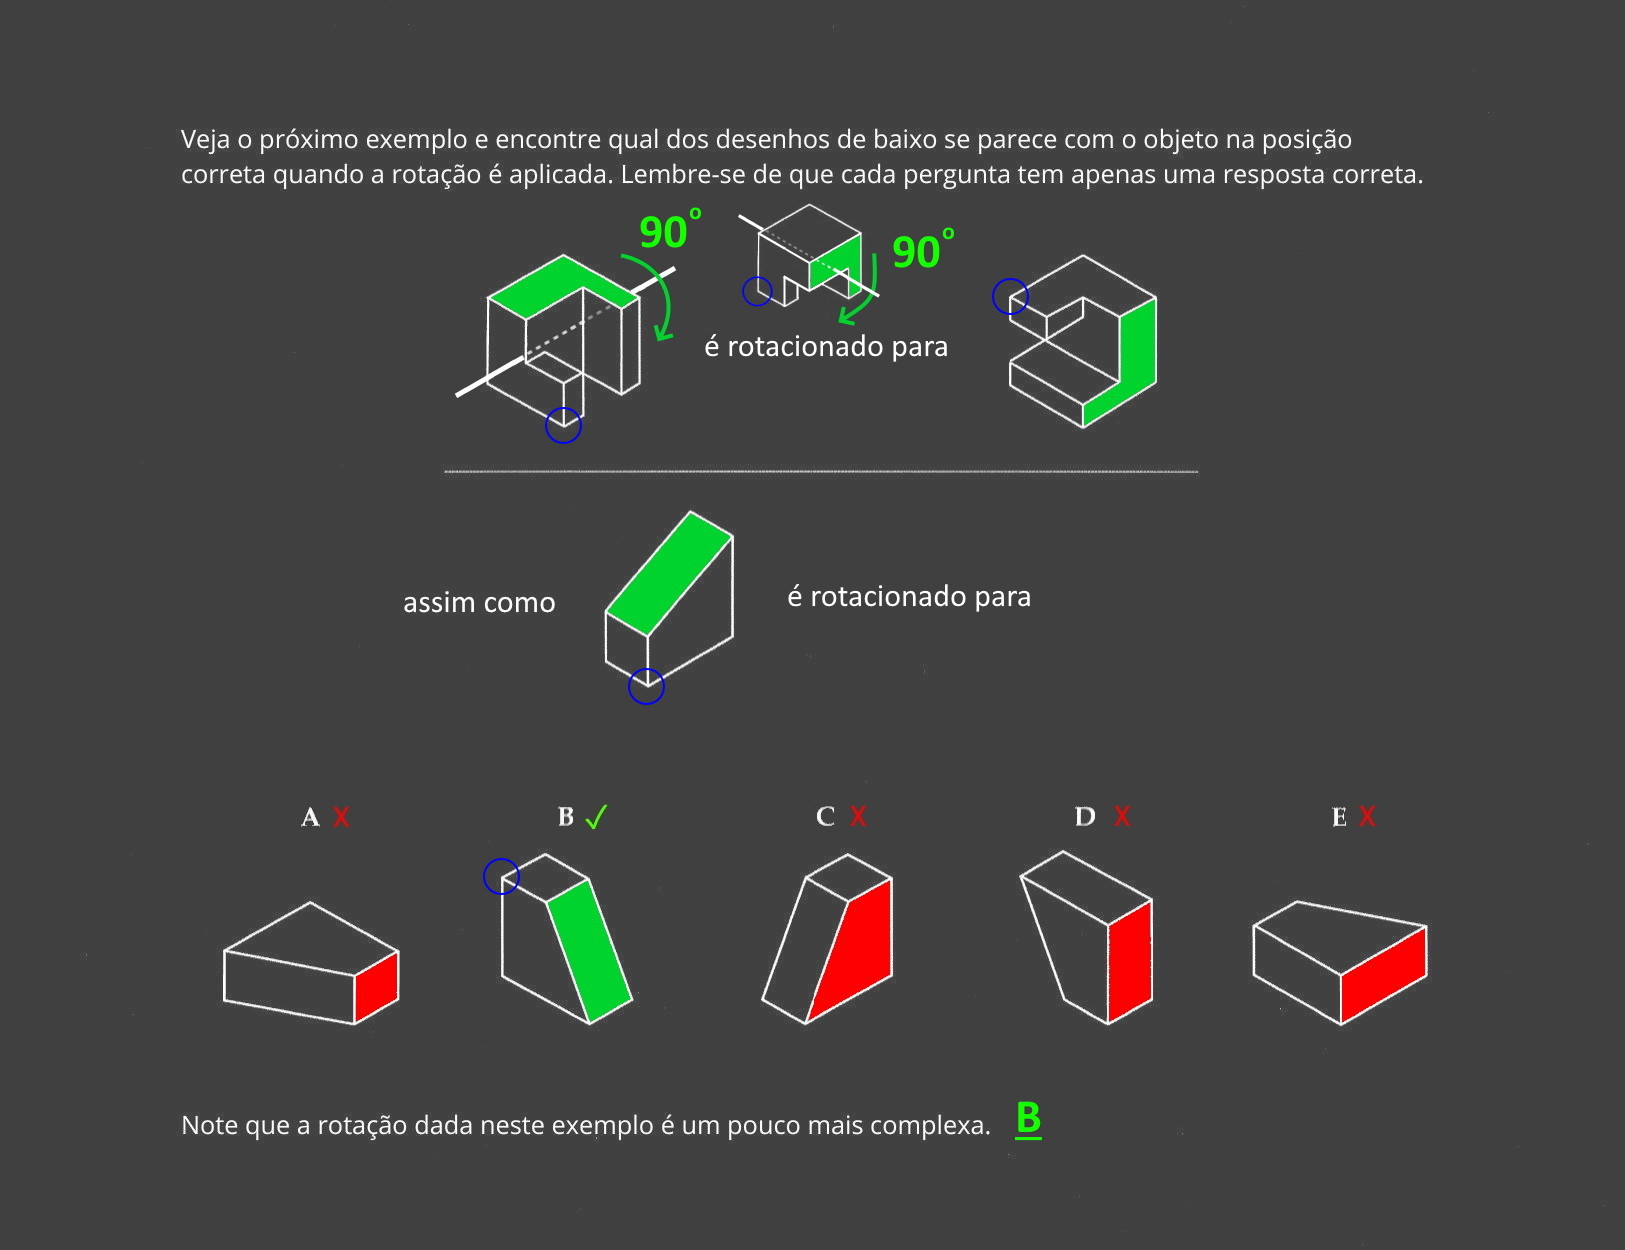 Veja o próximo exemplo e encontre qual dos desenhos de baixo se parece com o objeto na posição
correta quando a rotação é aplicada. Lembre-se de que cada pergunta tem apenas uma resposta correta.
90°
90°
é rotacionado para
assim como
é rotacionado para
A X
B ✓
C X
D X
E X
Note que a rotação dada neste exemplo é um pouco mais complexa. B